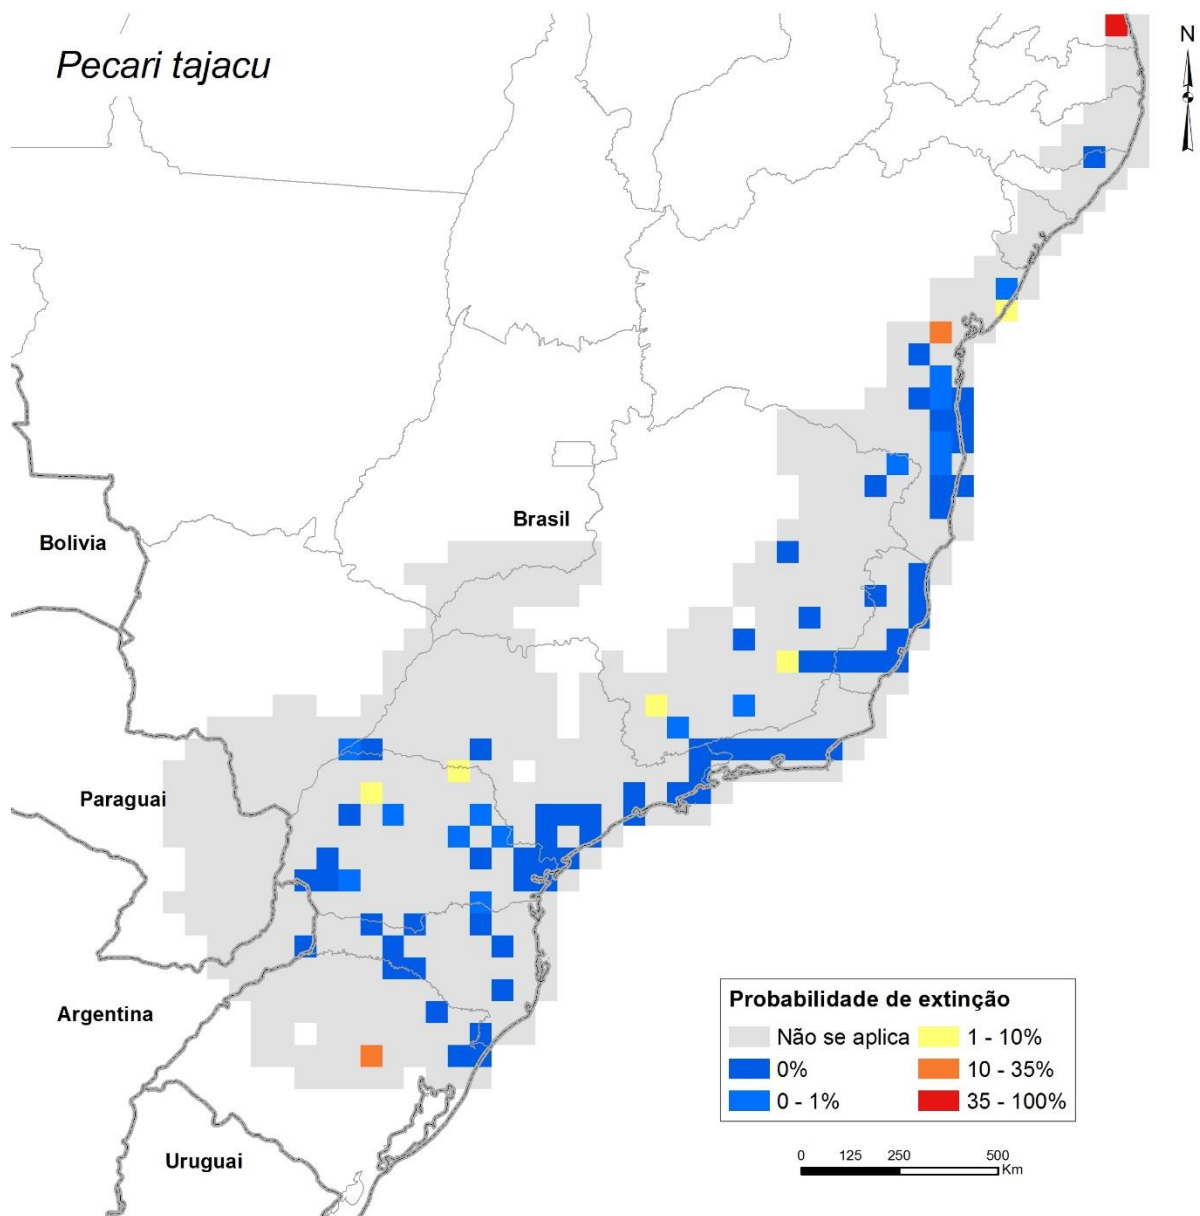 Pecari tajacu
N
Brasil
Bolivia
Paraguai
Argentina
Uruguai
Probabilidade de extinção
Não se aplica
0%
0 - 1%
1 - 10%
10 - 35%
35 - 100%
0 125 250 500
Km